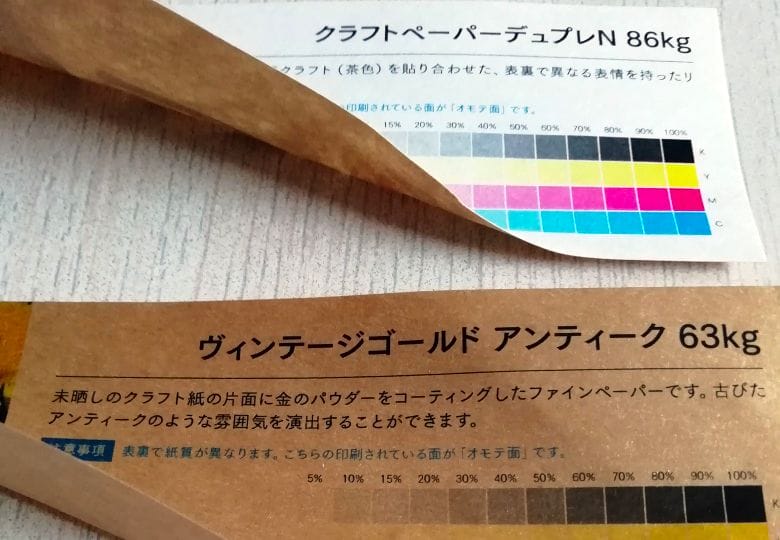 クラフトペーパーデュプレN 86kg
クラフト（茶色）を貼り合わせた、表裏で異なる表情を持ったリ
印刷されている面が「オモテ面」です。
15% 20% 30% 40% 50% 60% 70% 80% 90% 100%
K
Y
M
C
ヴィンテージゴールド アンティーク 63kg
未晒しのクラフト紙の片面に金のパウダーをコーティングしたファインペーパーです。古びた
アンティークのような雰囲気を演出することができます。
注意事項 表裏で紙質が異なります。こちらの印刷されている面が「オモテ面」です。
5% 10% 15% 20% 30% 40% 50% 60% 70% 80% 90% 100%
K